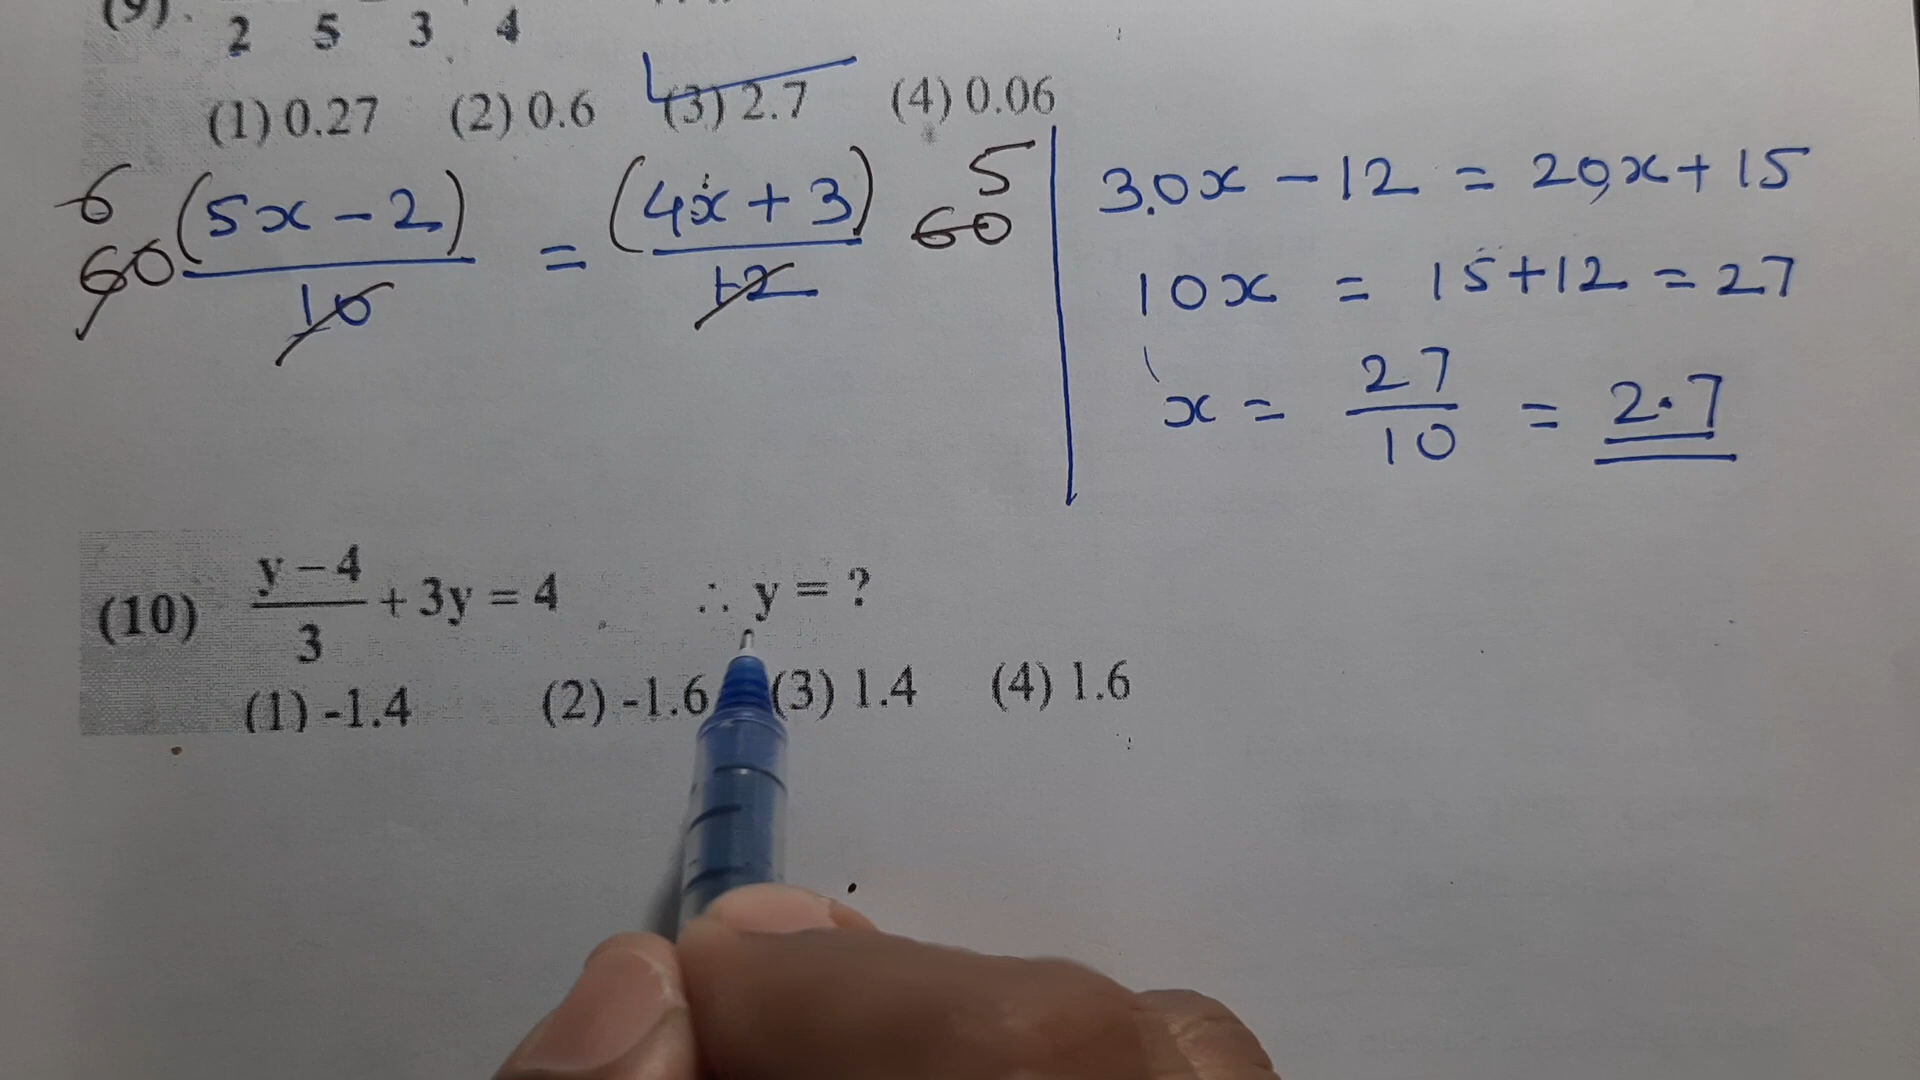 (9).
2 5 3 4
(1) 0.27 (2) 0.6 (3) 2.7 (4) 0.06
6 (5x - 2) = (4x + 3) 5
60 10 12 60
30x - 12 = 20x + 15
10x = 15 + 12 = 27
x = 27/10 = 2.7
(10) y - 4 / 3 + 3y = 4 ∴ y = ?
(1) -1.4 (2) -1.6 (3) 1.4 (4) 1.6